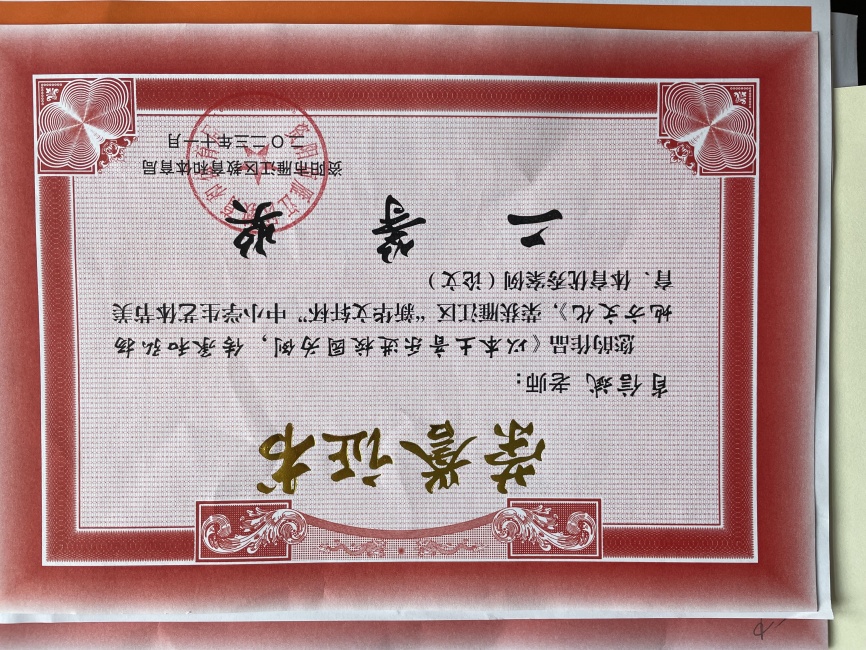 荣誉证书
肖信斌 老师：
您的作品《以本土音乐进校园为例，传承和弘扬
地方文化》，荣获雁江区“新华文轩杯”中小学生艺体节美
育、体育优秀案例（论文）
二等奖
资阳市雁江区教育和体育局
二〇二三年十一月